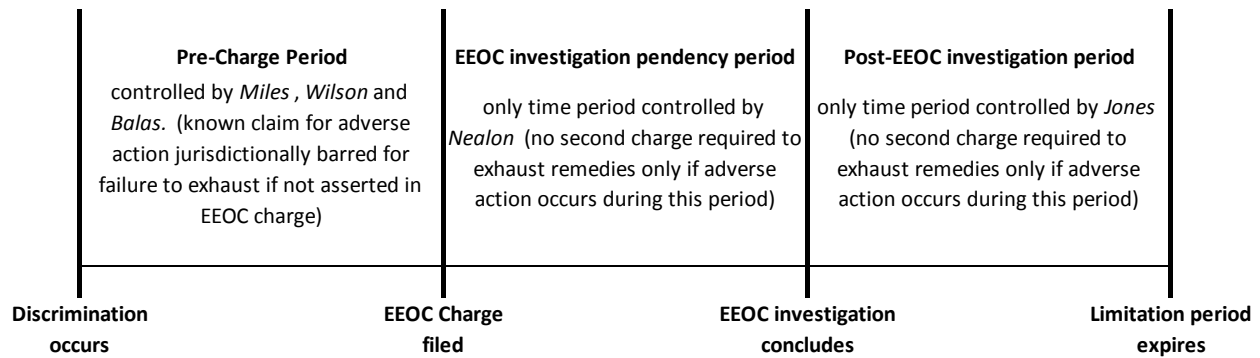 Pre-Charge Period
controlled by Miles , Wilson and
Balas. (known claim for adverse
action jurisdictionally barred for
failure to exhaust if not asserted in
EEOC charge)
EEOC investigation pendency period
only time period controlled by
Nealon (no second charge required to
exhaust remedies only if adverse
action occurs during this period)
Post-EEOC investigation period
only time period controlled by Jones
(no second charge required to
exhaust remedies only if adverse
action occurs during this period)
Discrimination
occurs
EEOC Charge
filed
EEOC investigation
concludes
Limitation period
expires